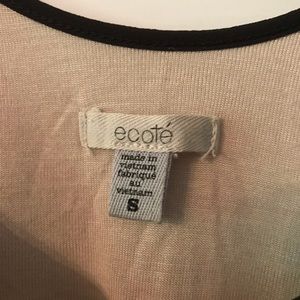 ecoté
made in
vietnam
fabriqué
au
vietnam
S